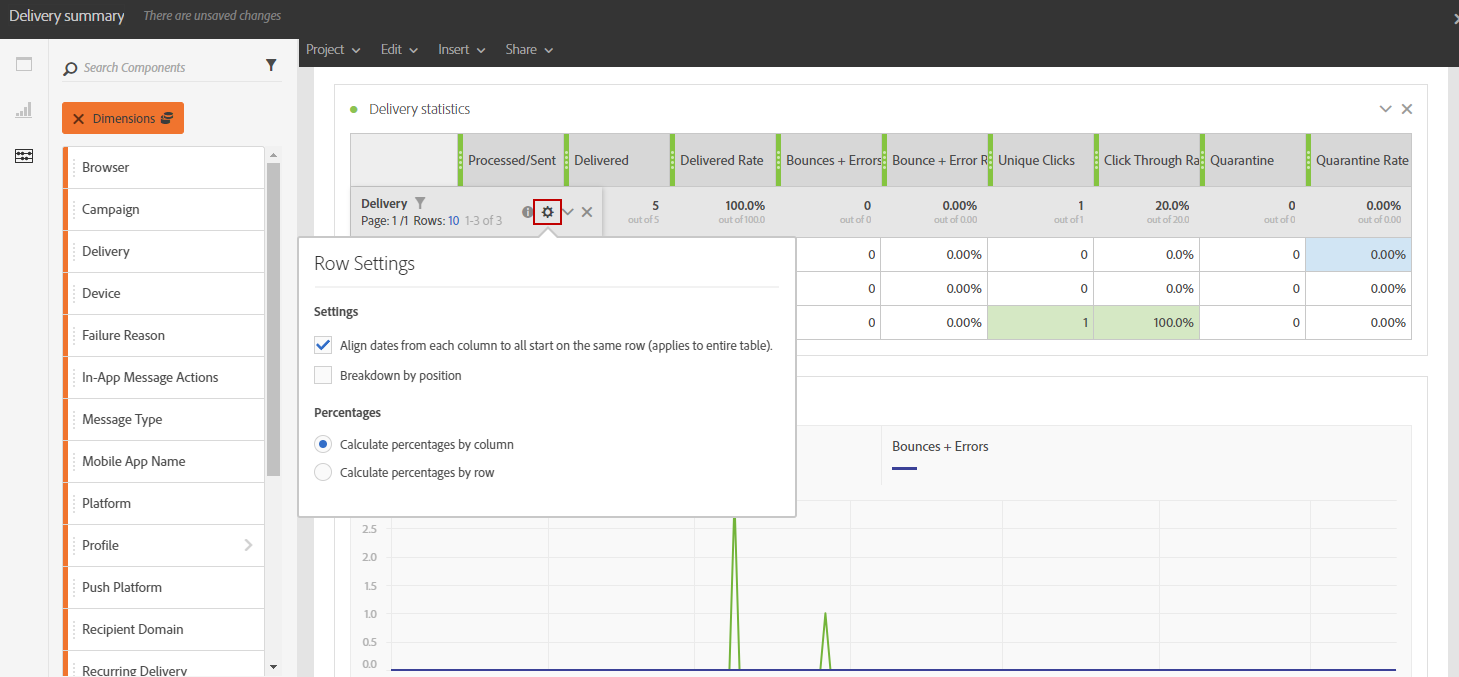 Delivery summary There are unsaved changes
Project Edit Insert Share
Search Components
Dimensions
Browser
Campaign
Delivery
Device
Failure Reason
In-App Message Actions
Message Type
Mobile App Name
Platform
Profile
Push Platform
Recipient Domain
Recurring Delivery
Delivery statistics
Processed/Sent Delivered Delivered Rate Bounces + Errors Bounce + Error R Unique Clicks Click Through Ra Quarantine Quarantine Rate
Delivery
Page: 1 /1 Rows: 10 1-3 of 3
5 100.0% 0 0.00% 1 20.0% 0 0.00%
out of 5 out of 100.0 out of 0 out of 0.00 out of 1 out of 20.0 out of 0 out of 0.00
0 0.00% 0 0.0% 0 0.00%
0 0.00% 0 0.0% 0 0.00%
0 0.00% 1 100.0% 0 0.00%
Row Settings
Settings
Align dates from each column to all start on the same row (applies to entire table).
Breakdown by position
Percentages
Calculate percentages by column
Calculate percentages by row
Bounces + Errors
2.5
2.0
1.5
1.0
0.5
0.0